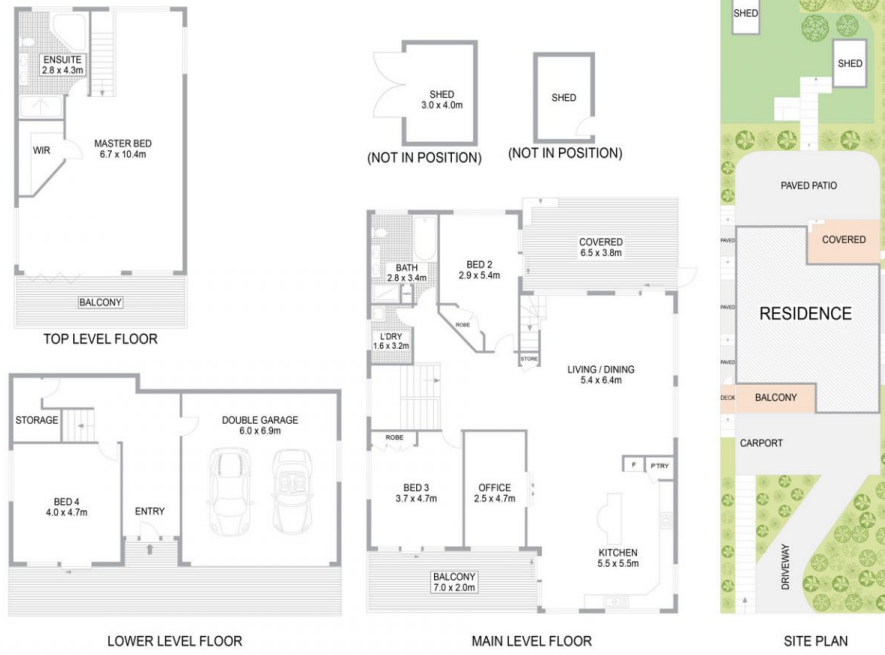 ENSUITE
2.8 x 4.3m
WIR
MASTER BED
6.7 x 10.4m
BALCONY
TOP LEVEL FLOOR
SHED
3.0 x 4.0m
(NOT IN POSITION)
SHED
(NOT IN POSITION)
STORAGE
DOUBLE GARAGE
6.0 x 6.9m
BED 4
4.0 x 4.7m
ENTRY
LOWER LEVEL FLOOR
COVERED
6.5 x 3.8m
BATH
2.8 x 3.4m
BED 2
2.9 x 5.4m
ROBE
L'DRY
1.6 x 3.2m
STORE
LIVING / DINING
5.4 x 6.4m
ROBE
BED 3
3.7 x 4.7m
OFFICE
2.5 x 4.7m
F
P'TRY
KITCHEN
5.5 x 5.5m
BALCONY
7.0 x 2.0m
MAIN LEVEL FLOOR
SHED
SHED
PAVED PATIO
PAVED
COVERED
PAVED
RESIDENCE
PAVED
DECK
BALCONY
CARPORT
DRIVEWAY
SITE PLAN